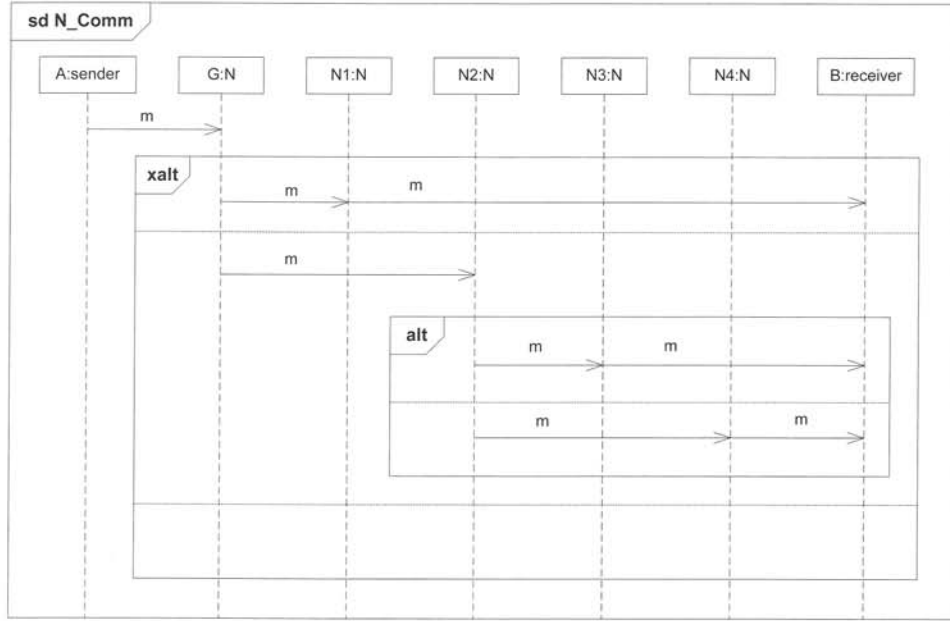 sd N_Comm
A:sender G:N N1:N N2:N N3:N N4:N B:receiver
m
xalt
m m
m
alt
m m
m m